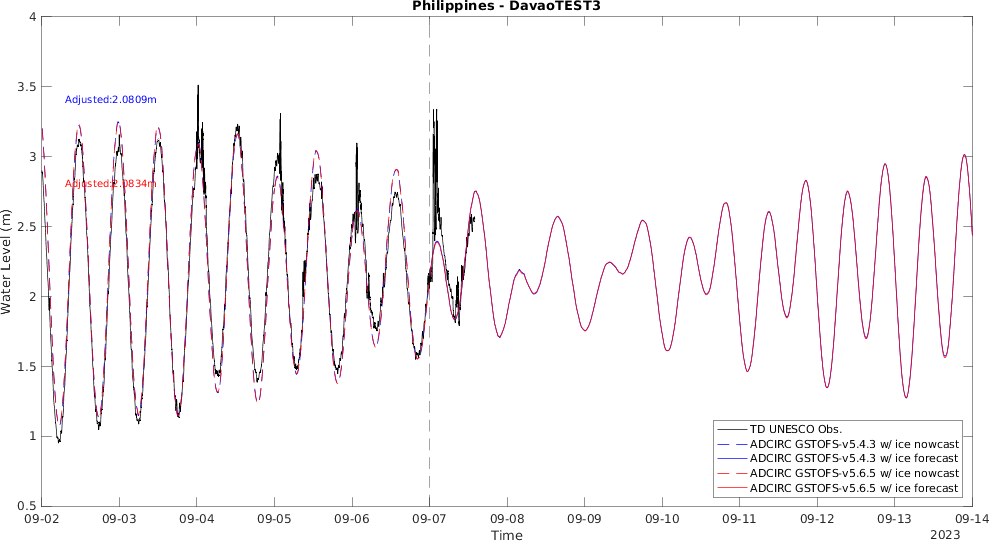 Philippines - DavaoTEST3
4
3.5
3
2.5
2
1.5
1
0.5
Water Level (m)
Adjusted:2.0809m
Adjusted:2.0834m
TD UNESCO Obs.
ADCIRC GSTOFS-v5.4.3 w/ ice nowcast
ADCIRC GSTOFS-v5.4.3 w/ ice forecast
ADCIRC GSTOFS-v5.6.5 w/ ice nowcast
ADCIRC GSTOFS-v5.6.5 w/ ice forecast
09-02 09-03 09-04 09-05 09-06 09-07 09-08 09-09 09-10 09-11 09-12 09-13 09-14
Time
2023